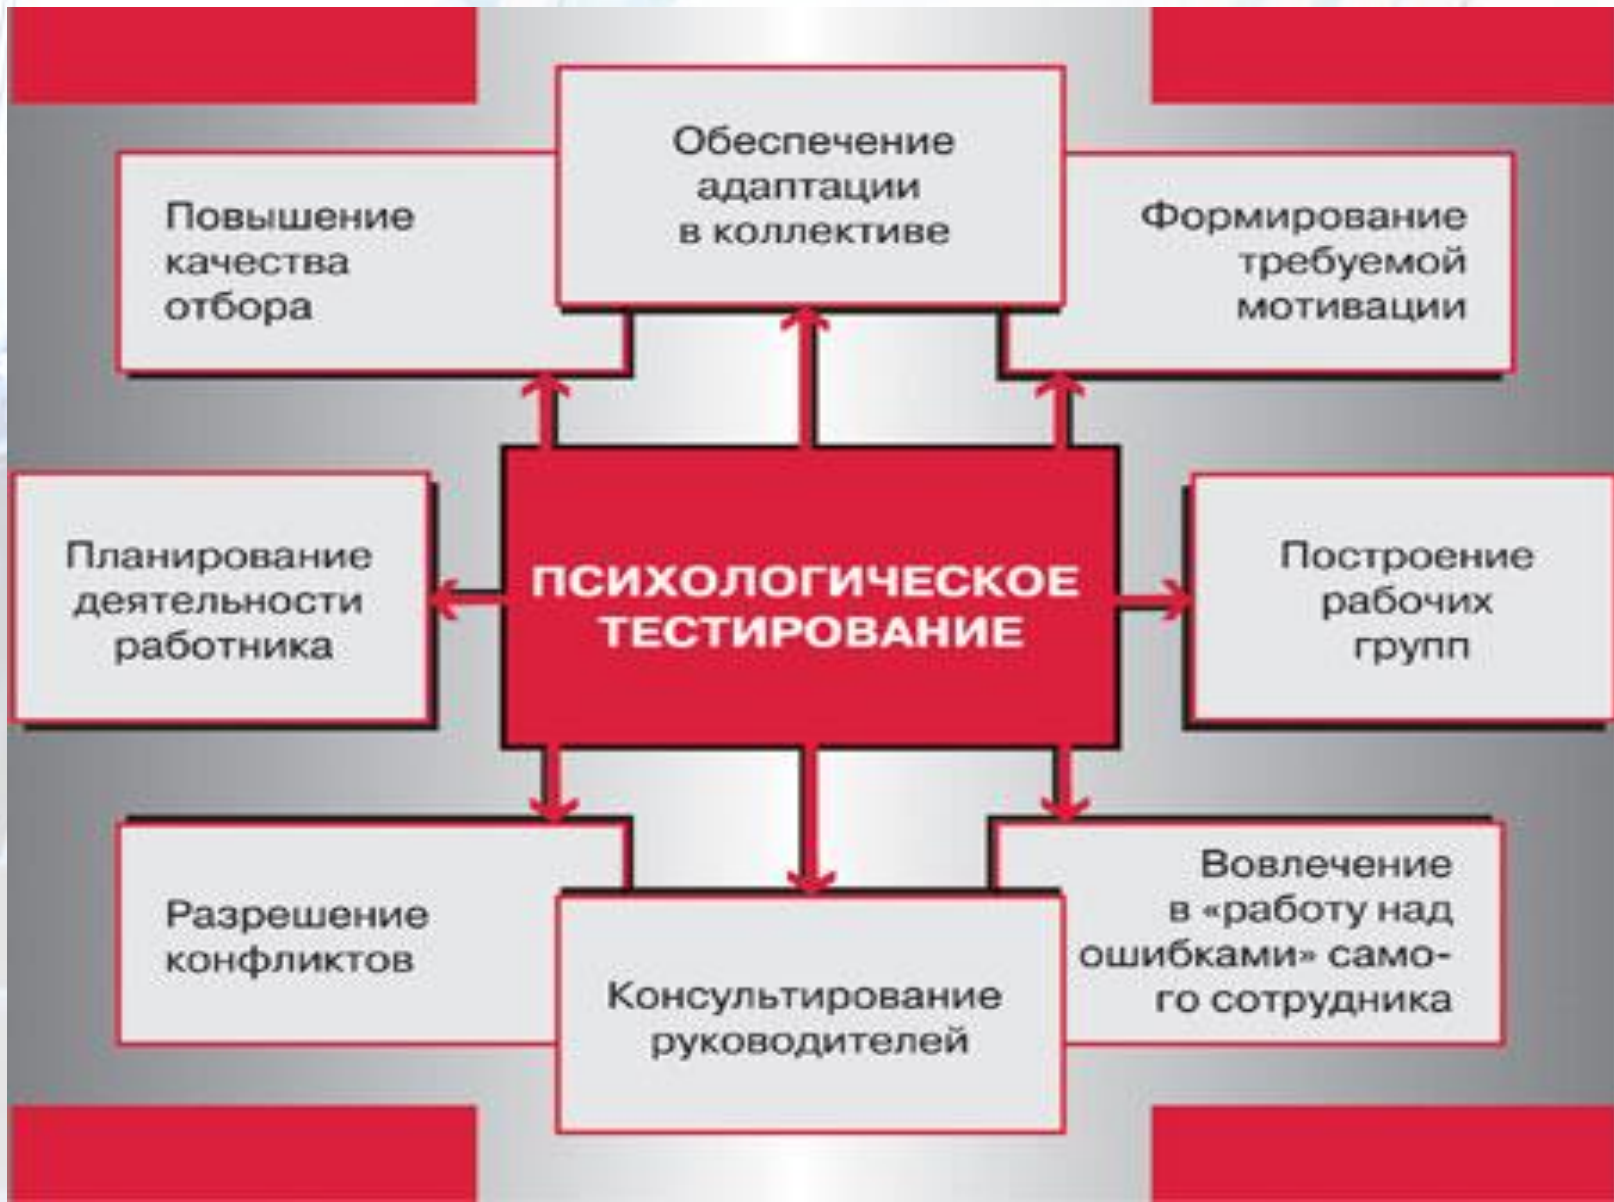 Обеспечение
адаптации
в коллективе
Повышение
качества
отбора
Формирование
требуемой
мотивации
Планирование
деятельности
работника
ПСИХОЛОГИЧЕСКОЕ
ТЕСТИРОВАНИЕ
Построение
рабочих
групп
Разрешение
конфликтов
Консультирование
руководителей
Вовлечение
в «работу над
ошибками» само-
го сотрудника